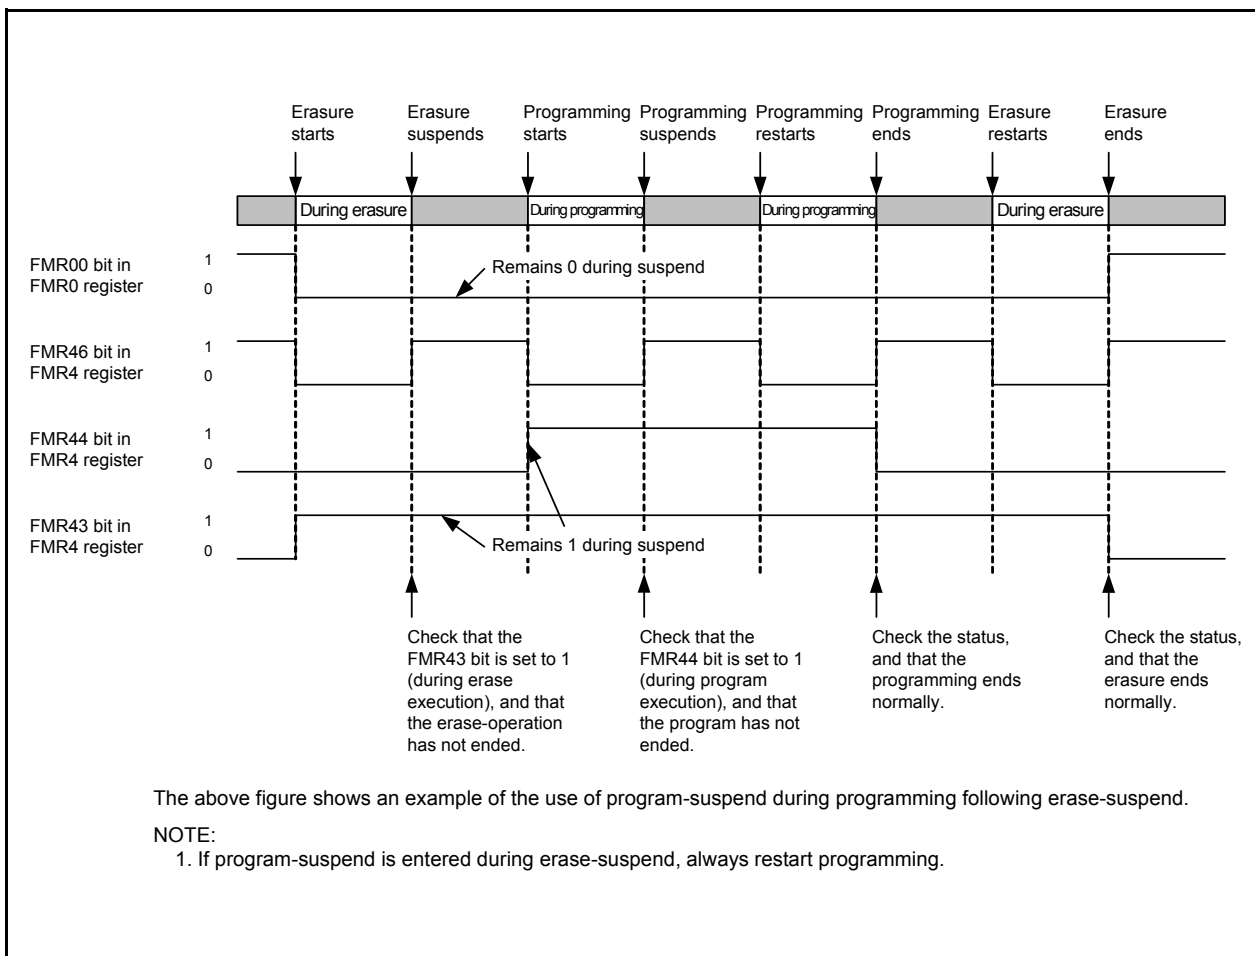 Erasure starts
Erasure suspends
Programming starts
Programming suspends
Programming restarts
Programming ends
Erasure restarts
Erasure ends
During erasure
During programming
During programming
During erasure
FMR00 bit in
FMR0 register
1
0
Remains 0 during suspend
FMR46 bit in
FMR4 register
1
0
FMR44 bit in
FMR4 register
1
0
FMR43 bit in
FMR4 register
1
0
Remains 1 during suspend
Check that the
FMR43 bit is set to 1
(during erase
execution), and that
the erase-operation
has not ended.
Check that the
FMR44 bit is set to 1
(during program
execution), and that
the program has not
ended.
Check the status,
and that the
programming ends
normally.
Check the status,
and that the
erasure ends
normally.
The above figure shows an example of the use of program-suspend during programming following erase-suspend.
NOTE:
1. If program-suspend is entered during erase-suspend, always restart programming.